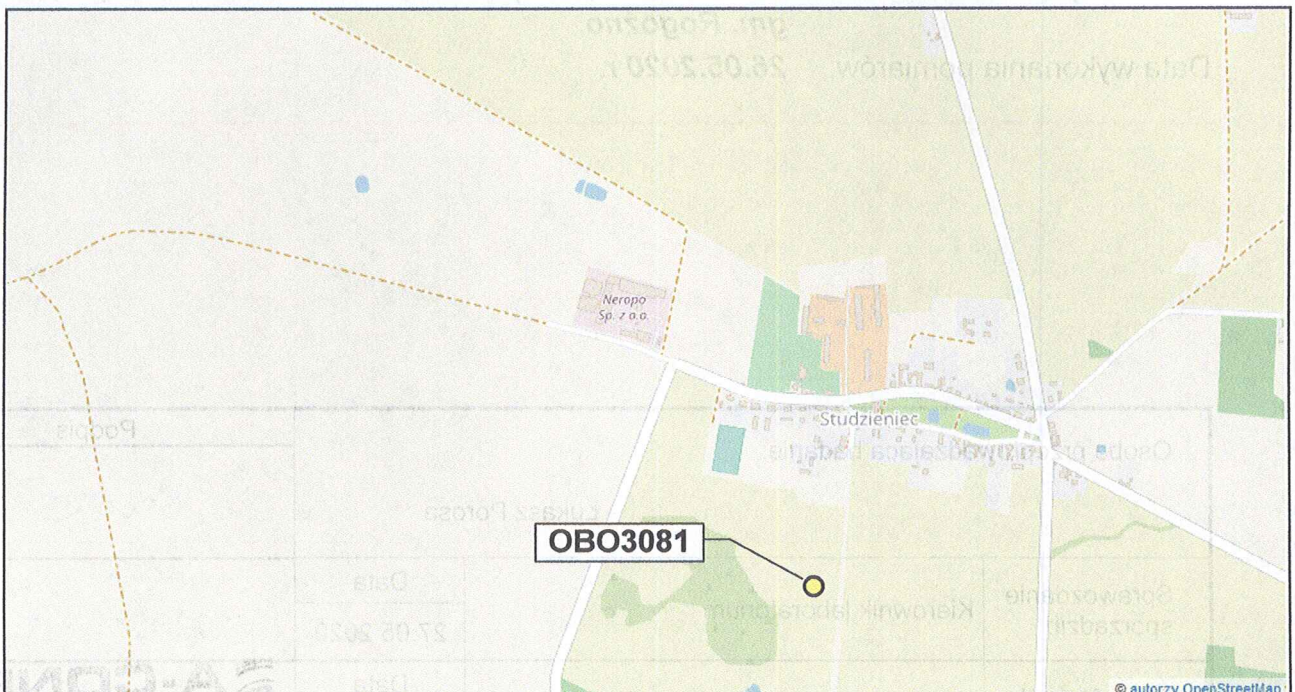 gm. Rogoźno
Data wykonania pomiarów 26.05.2020 r.
Neropo
Sp. z o.o.
Studzieniec
Podpis
Osoba przeprowadzająca badania
Łukasz Porosa
OBO3081
Data
Sprawozdanie
sporządził
Kierownik laboratorium
27.05.2020
Data
© autorzy OpenStreetMap